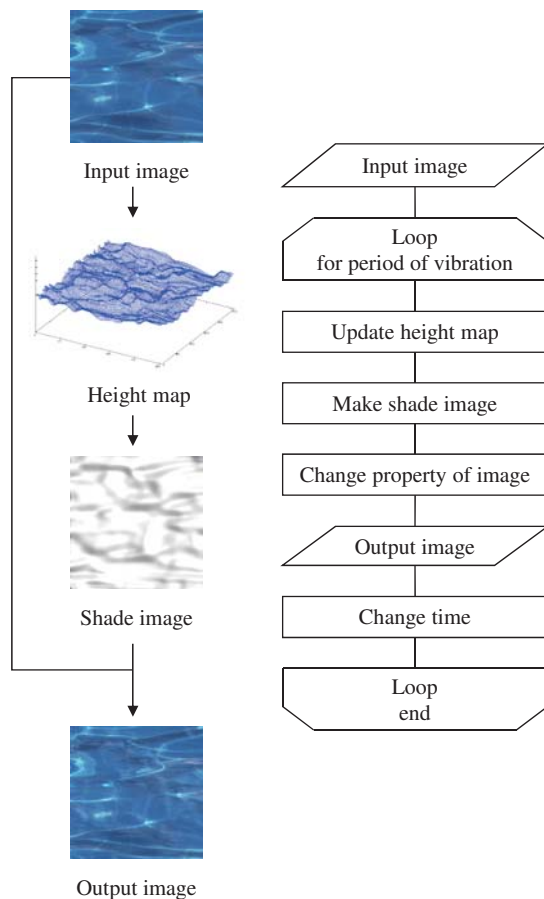 Input image
Height map
Shade image
Output image
Input image
Loop
for period of vibration
Update height map
Make shade image
Change property of image
Output image
Change time
Loop
end